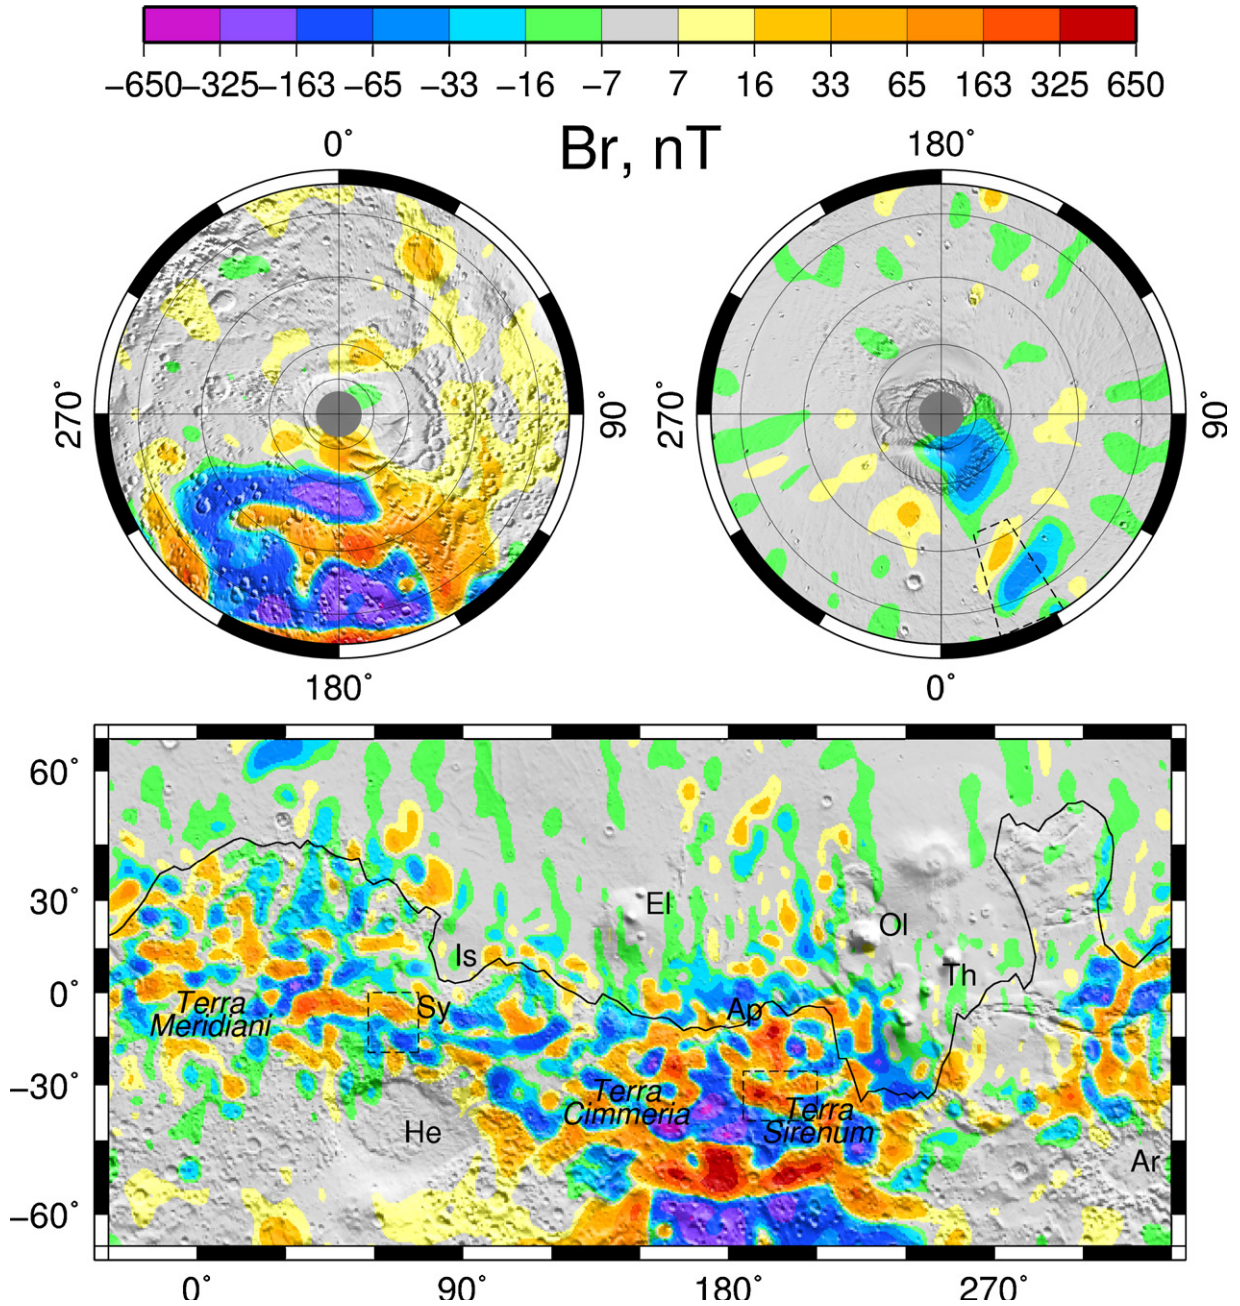 −650 −325 −163 −65 −33 −16 −7 7 16 33 65 163 325 650
Br, nT
0°
270°
90°
180°
180°
270°
90°
0°
60°
30°
0°
−30°
−60°
El
Ol
Is
Th
Sy
Ap
Terra
Meridiani
Terra
Cimmeria
Terra
Sirenum
He
Ar
0° 90° 180° 270°